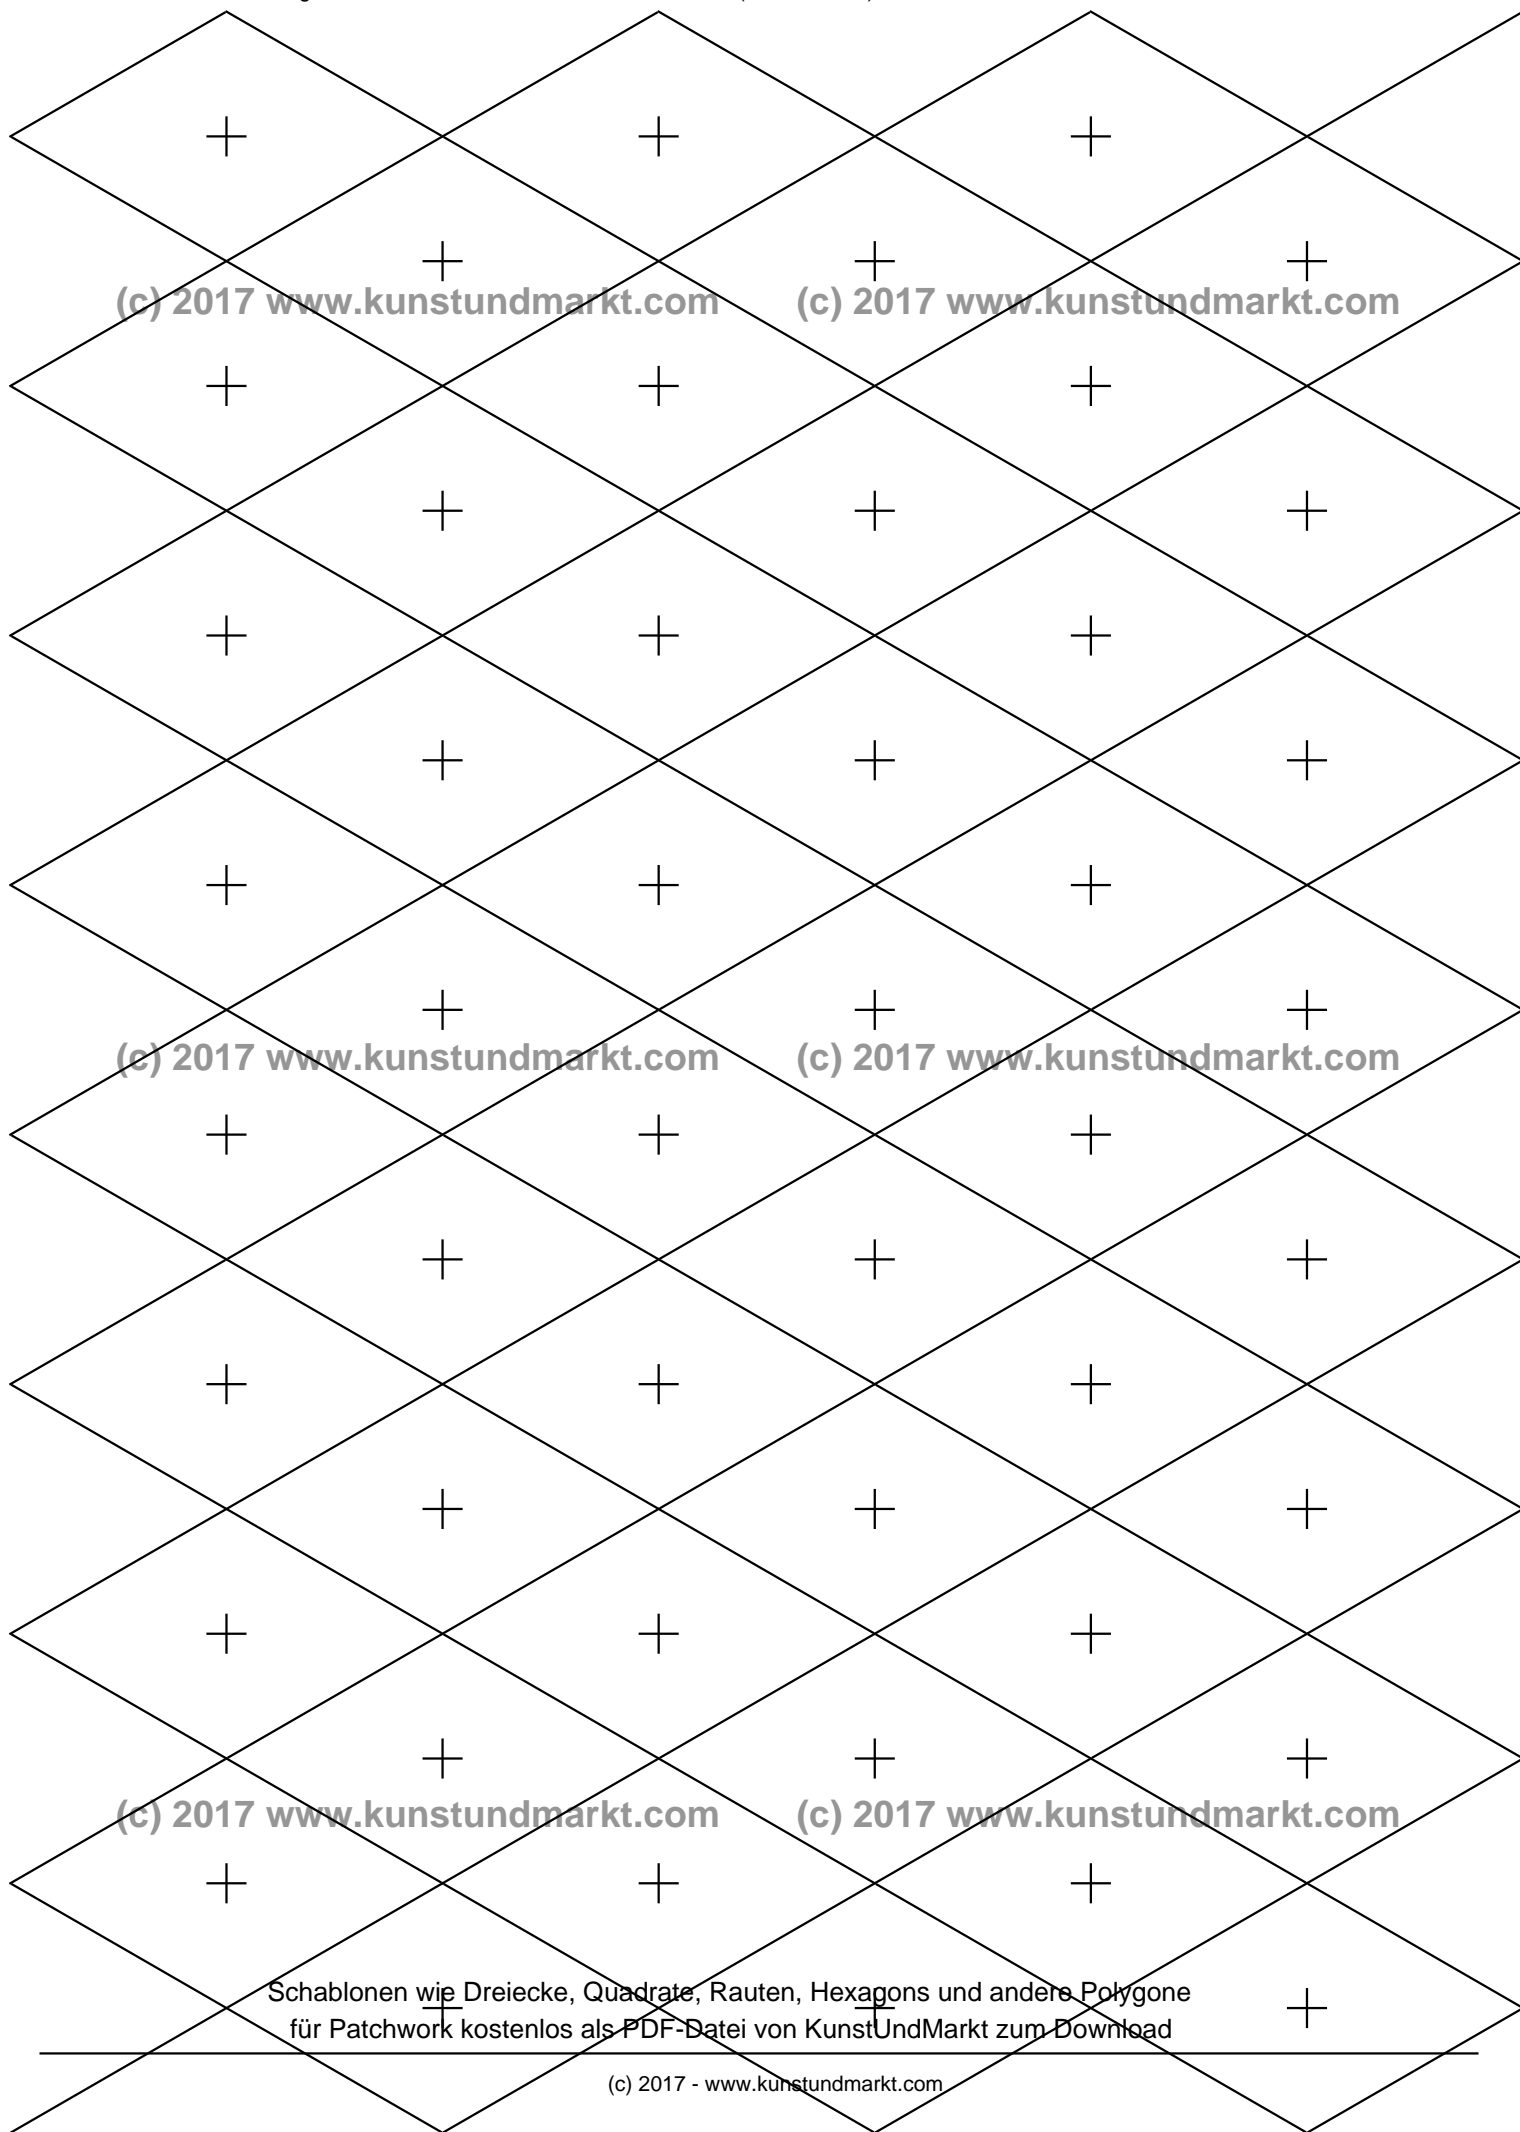 (c) 2017 www.kunstundmarkt.com (c) 2017 www.kunstundmarkt.com
(c) 2017 www.kunstundmarkt.com (c) 2017 www.kunstundmarkt.com
(c) 2017 www.kunstundmarkt.com (c) 2017 www.kunstundmarkt.com
Schablonen wie Dreiecke, Quadrate, Rauten, Hexagons und andere Polygone
für Patchwork kostenlos als PDF-Datei von KunstUndMarkt zum Download
(c) 2017 - www.kunstundmarkt.com